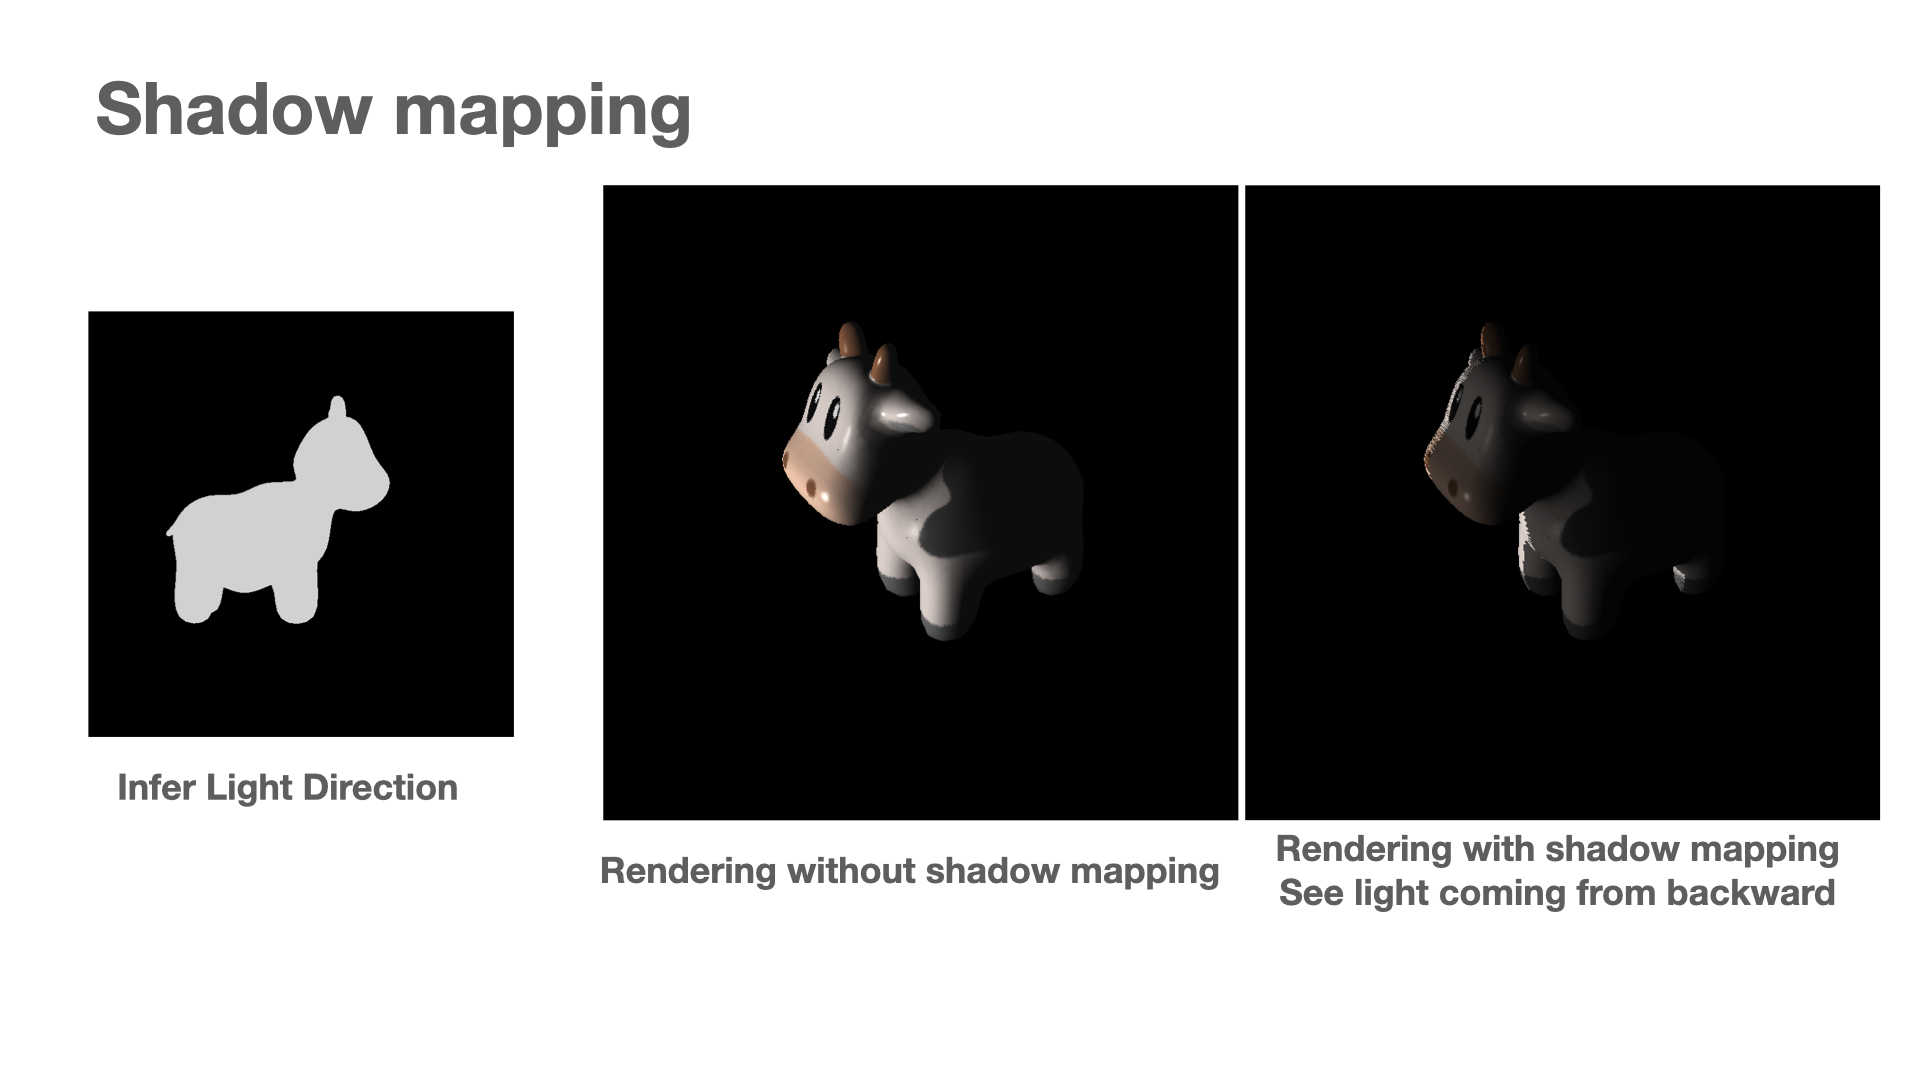 Shadow mapping
Infer Light Direction
Rendering without shadow mapping
Rendering with shadow mapping
See light coming from backward